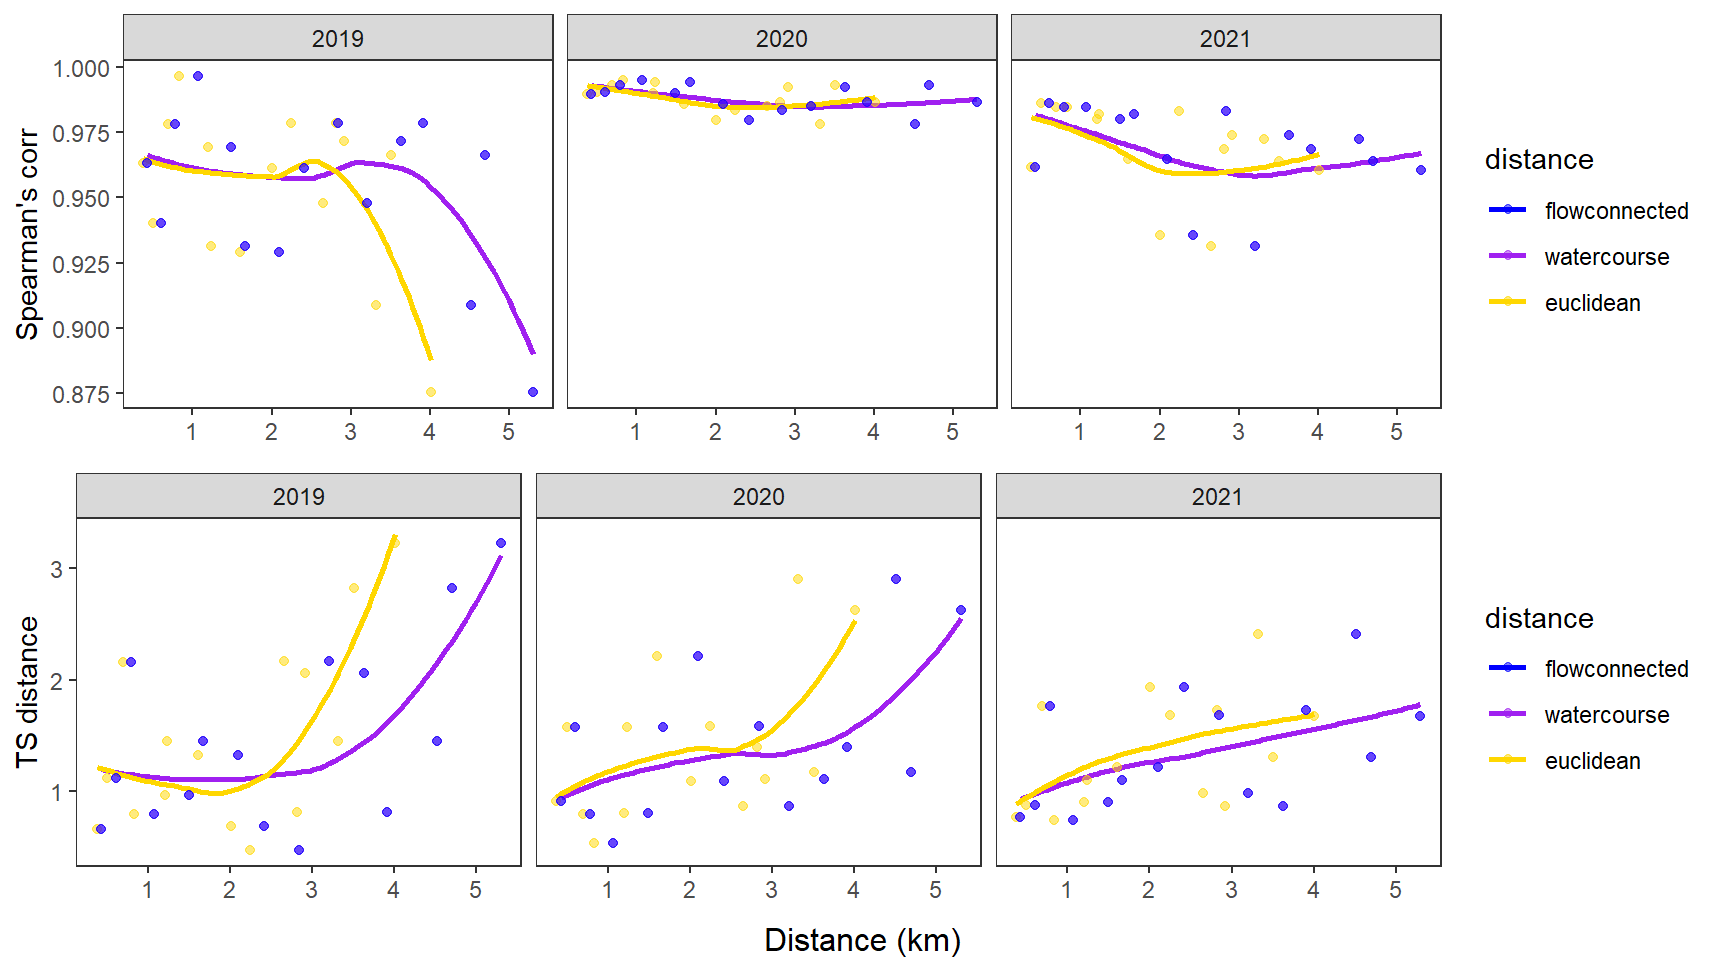 2019
2020
2021
Spearman's corr
1.000
0.975
0.950
0.925
0.900
0.875
1 2 3 4 5
1 2 3 4 5
1 2 3 4 5
distance
flowconnected
watercourse
euclidean
2019
2020
2021
TS distance
3
2
1
1 2 3 4 5
1 2 3 4 5
1 2 3 4 5
distance
flowconnected
watercourse
euclidean
Distance (km)